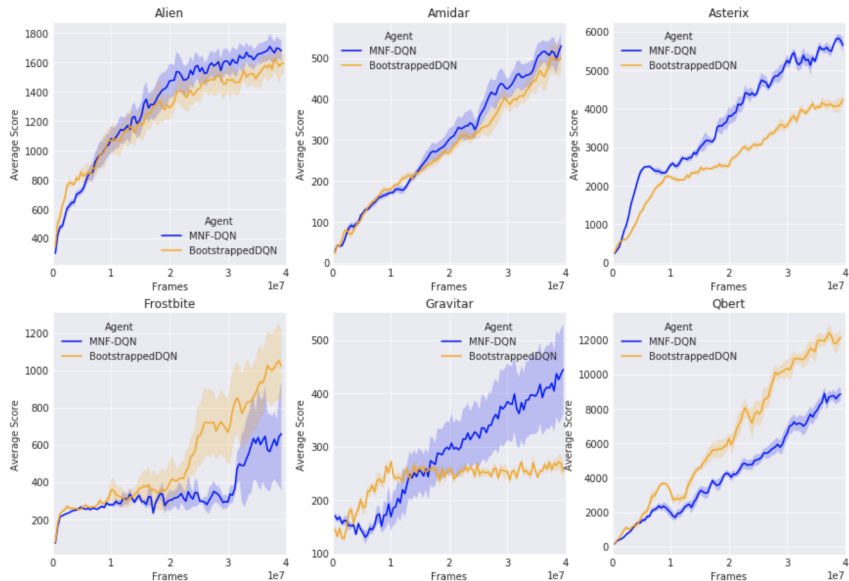 Alien
1800
1600
1400
1200
1000
800
600
400
Average Score
Agent
MNF-DQN
BootstrappedDQN
0
1
2
3
4
Frames
1e7
Amidar
500
400
300
200
100
0
Average Score
Agent
MNF-DQN
BootstrappedDQN
0
1
2
3
4
Frames
1e7
Asterix
6000
5000
4000
3000
2000
1000
0
Average Score
Agent
MNF-DQN
BootstrappedDQN
0
1
2
3
4
Frames
1e7
Frostbite
1200
1000
800
600
400
200
Average Score
Agent
MNF-DQN
BootstrappedDQN
0
1
2
3
4
Frames
1e7
Gravitar
500
400
300
200
100
Average Score
Agent
MNF-DQN
BootstrappedDQN
0
1
2
3
4
Frames
1e7
Qbert
12000
10000
8000
6000
4000
2000
0
Average Score
Agent
MNF-DQN
BootstrappedDQN
0
1
2
3
4
Frames
1e7